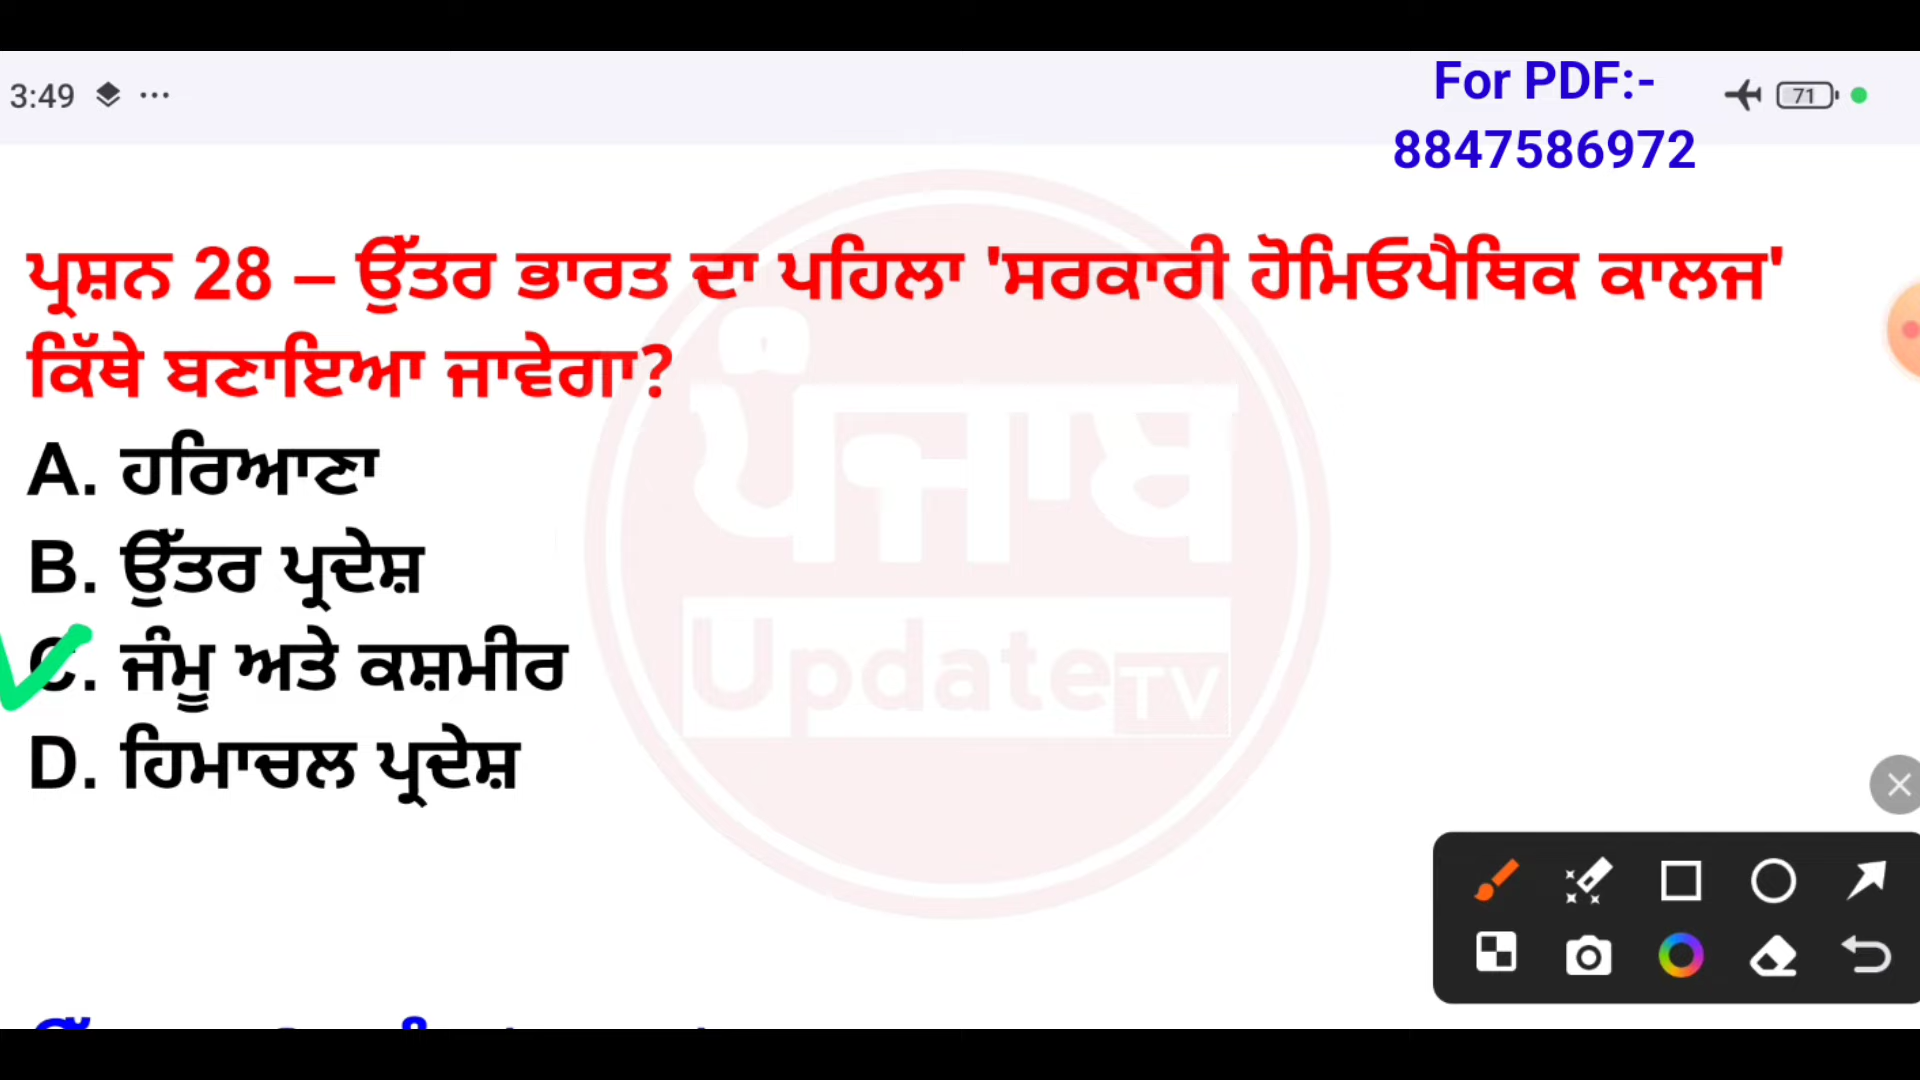 3:49
For PDF:-
71
8847586972
ਪ੍ਰਸ਼ਨ 28 – ਉੱਤਰ ਭਾਰਤ ਦਾ ਪਹਿਲਾ 'ਸਰਕਾਰੀ ਹੋਮਿਓਪੈਥਿਕ ਕਾਲਜ'
ਕਿੱਥੇ ਬਣਾਇਆ ਜਾਵੇਗਾ?
A. ਹਰਿਆਣਾ
B. ਉੱਤਰ ਪ੍ਰਦੇਸ਼
C. ਜੰਮੂ ਅਤੇ ਕਸ਼ਮੀਰ
D. ਹਿਮਾਚਲ ਪ੍ਰਦੇਸ਼
ਪੰਜਾਬ
Update TV